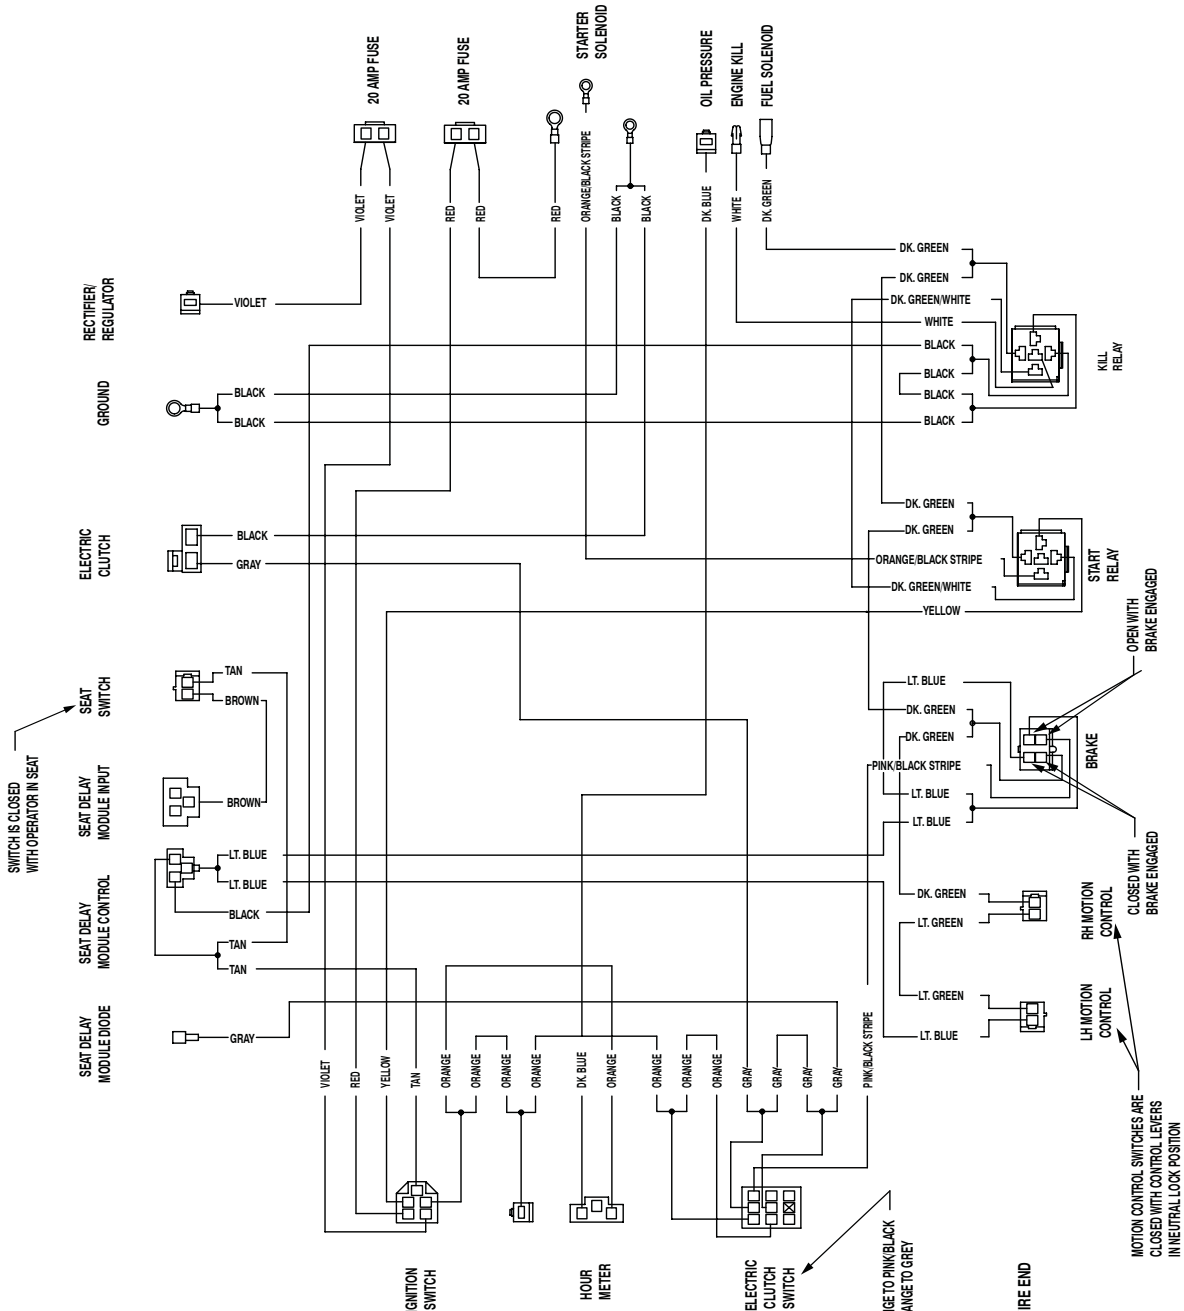 STARTER
SOLENOID
20 AMP FUSE
20 AMP FUSE
OIL PRESSURE
ENGINE KILL
FUEL SOLENOID
VIOLET
VIOLET
RED
RED
RED
ORANGE/BLACK STRIPE
BLACK
BLACK
DK. BLUE
WHITE
DK. GREEN
RECTIFIER/
REGULATOR
VIOLET
GROUND
BLACK
BLACK
DK. GREEN
DK. GREEN
DK. GREEN/WHITE
WHITE
BLACK
BLACK
BLACK
BLACK
KILL
RELAY
ELECTRIC
CLUTCH
BLACK
GRAY
DK. GREEN
DK. GREEN
ORANGE/BLACK STRIPE
DK. GREEN/WHITE
YELLOW
START
RELAY
SWITCH IS CLOSED
WITH OPERATOR IN SEAT
SEAT
SWITCH
TAN
BROWN
OPEN WITH
BRAKE ENGAGED
LT. BLUE
DK. GREEN
DK. GREEN
PINK/BLACK STRIPE
LT. BLUE
LT. BLUE
BRAKE
SEAT DELAY
MODULE INPUT
BROWN
CLOSED WITH
BRAKE ENGAGED
SEAT DELAY
MODULE CONTROL
LT. BLUE
LT. BLUE
BLACK
TAN
TAN
DK. GREEN
LT. GREEN
RH MOTION
CONTROL
SEAT DELAY
MODULE DIODE
GRAY
LT. GREEN
LT. BLUE
LH MOTION
CONTROL
VIOLET
RED
YELLOW
TAN
ORANGE
ORANGE
ORANGE
ORANGE
DK. BLUE
ORANGE
ORANGE
ORANGE
ORANGE
GRAY
GRAY
GRAY
GRAY
PINK/BLACK STRIPE
MOTION CONTROL SWITCHES ARE
CLOSED WITH CONTROL LEVERS
IN NEUTRAL LOCK POSITION
GNITION
SWITCH
HOUR
METER
ELECTRIC
CLUTCH
SWITCH
GE TO PINK/BLACK
ANGE TO GREY
IRE END